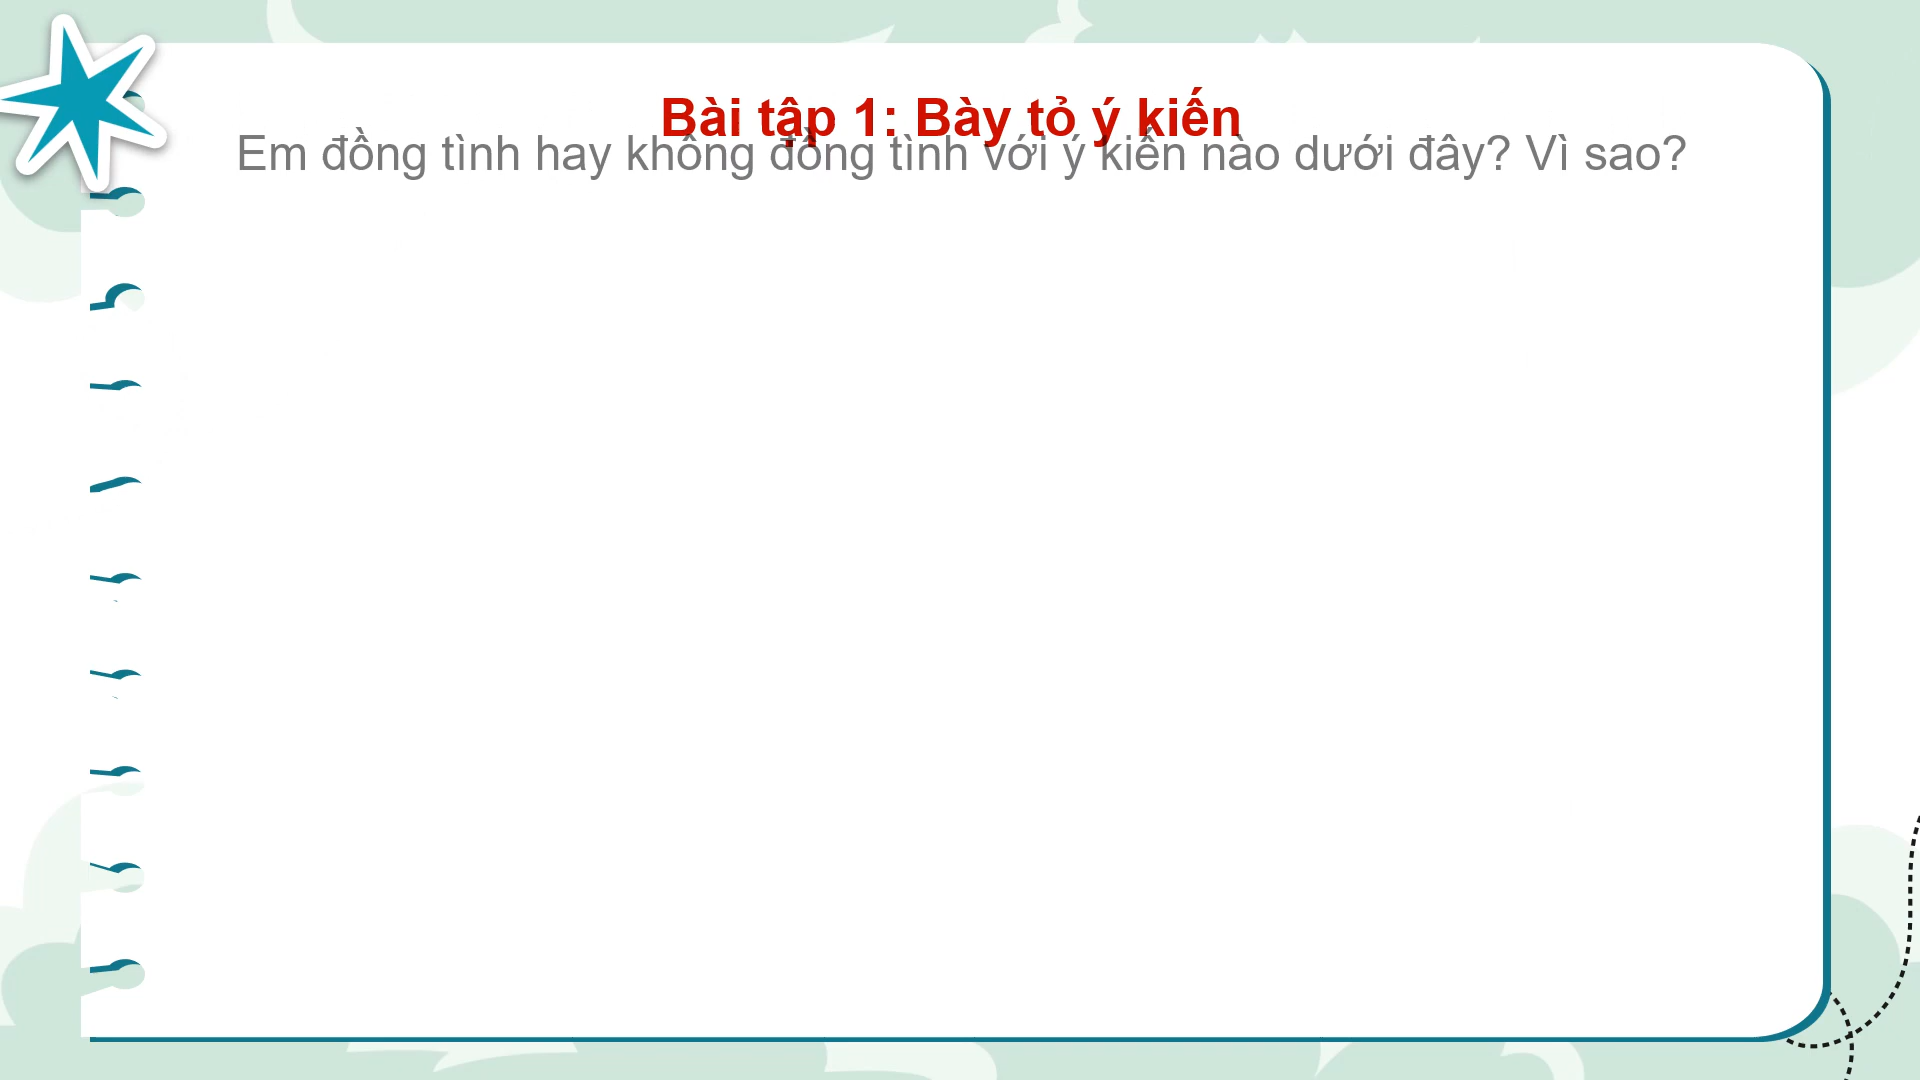 Bài tập 1: Bày tỏ ý kiến
Em đồng tình hay không đồng tình với ý kiến nào dưới đây? Vì sao?